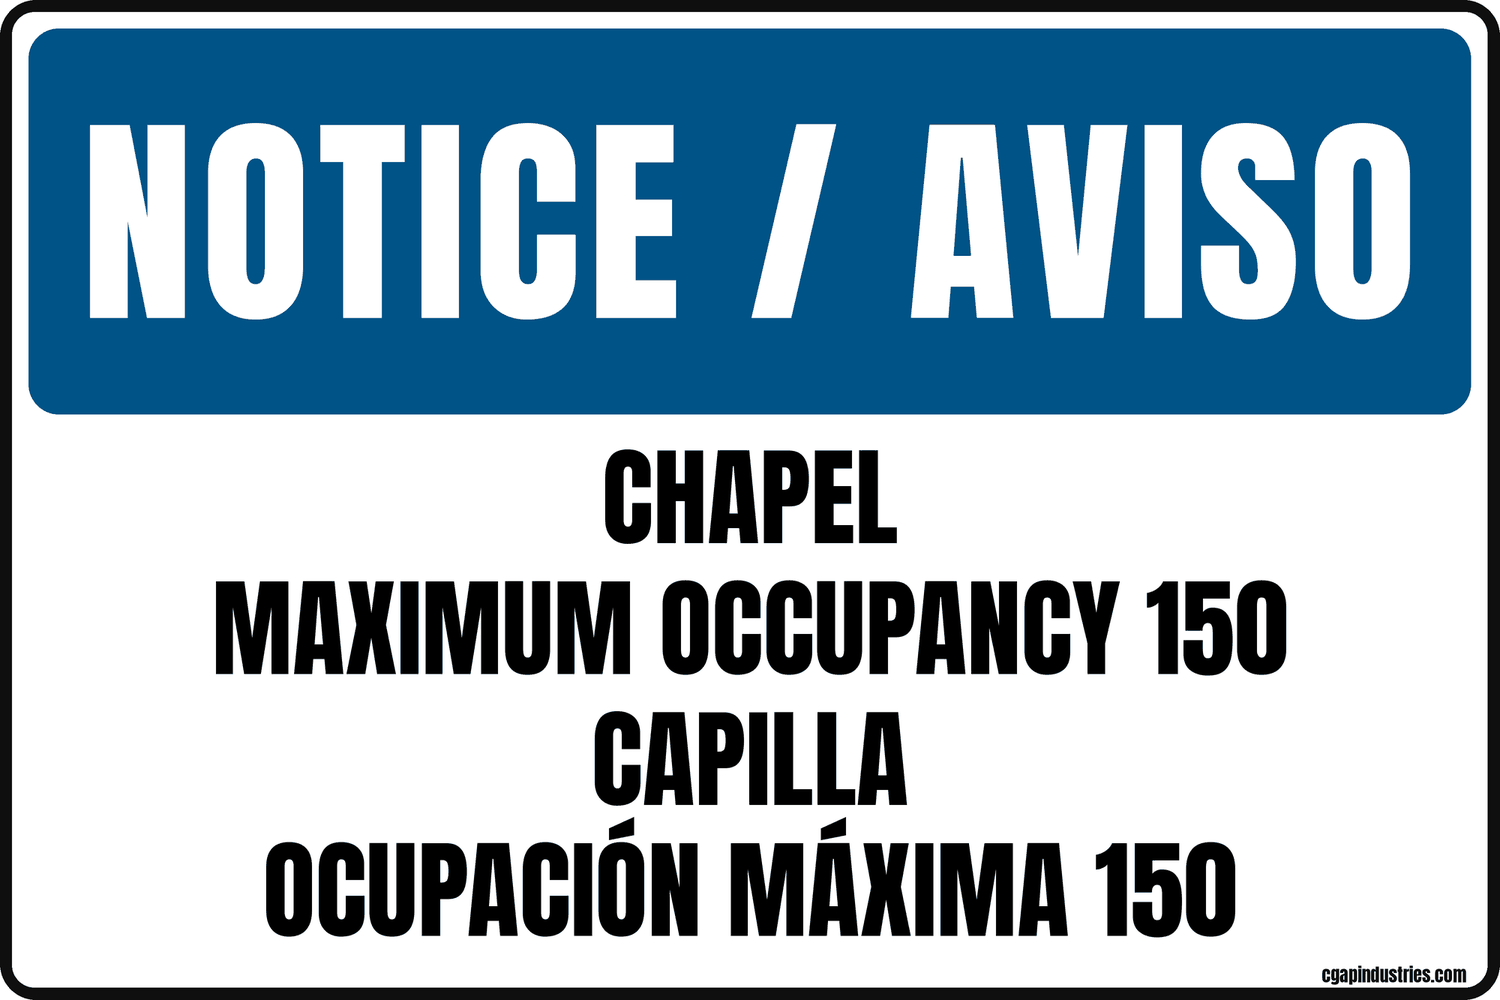 NOTICE / AVISO
CHAPEL
MAXIMUM OCCUPANCY 150
CAPILLA
OCUPACIÓN MÁXIMA 150
cgapindustries.com